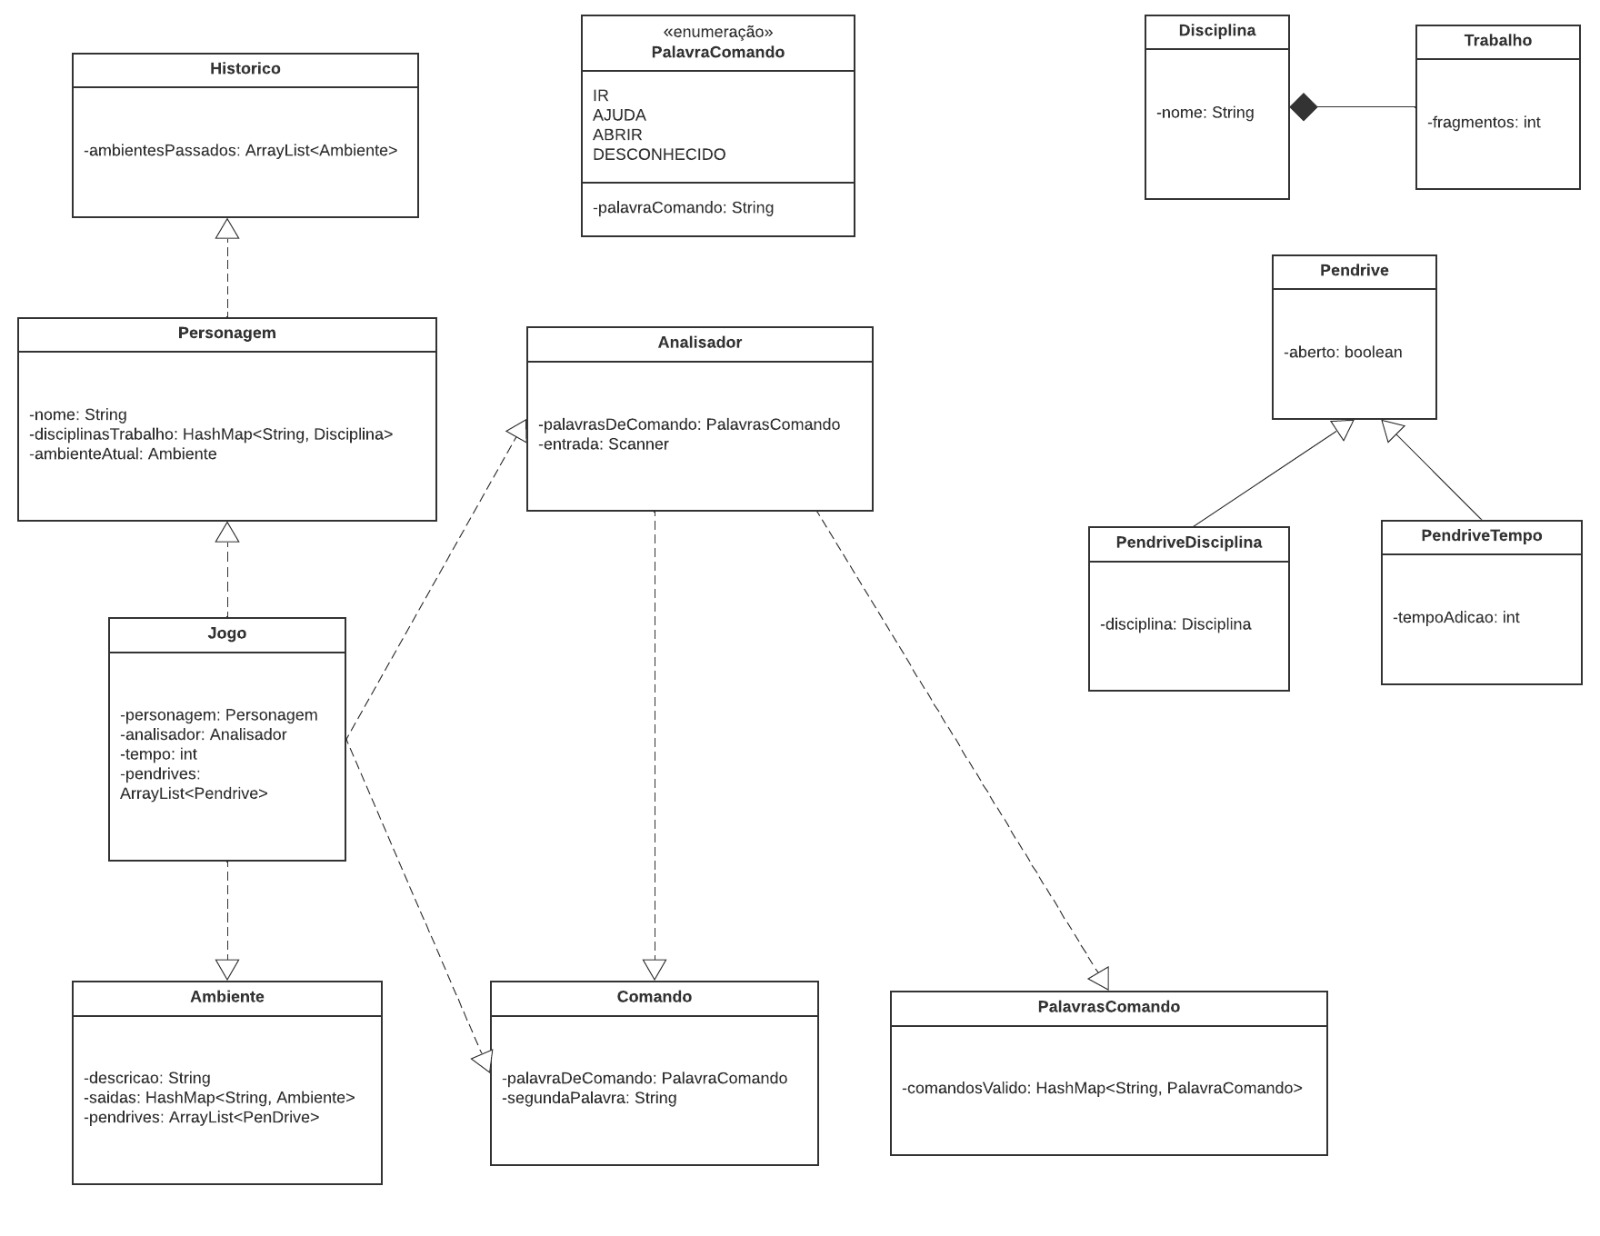 Historico
-ambientesPassados: ArrayList<Ambiente>
«enumeração»
PalavraComando
IR
AJUDA
ABRIR
DESCONHECIDO
-palavraComando: String
Disciplina
-nome: String
Trabalho
-fragmentos: int
Personagem
-nome: String
-disciplinasTrabalho: HashMap<String, Disciplina>
-ambienteAtual: Ambiente
Analisador
-palavrasDeComando: PalavrasComando
-entrada: Scanner
Pendrive
-aberto: boolean
PendriveDisciplina
-disciplina: Disciplina
PendriveTempo
-tempoAdicao: int
Jogo
-personagem: Personagem
-analisador: Analisador
-tempo: int
-pendrives:
ArrayList<Pendrive>
Ambiente
-descricao: String
-saidas: HashMap<String, Ambiente>
-pendrives: ArrayList<PenDrive>
Comando
-palavraDeComando: PalavraComando
-segundaPalavra: String
PalavrasComando
-comandosValido: HashMap<String, PalavraComando>